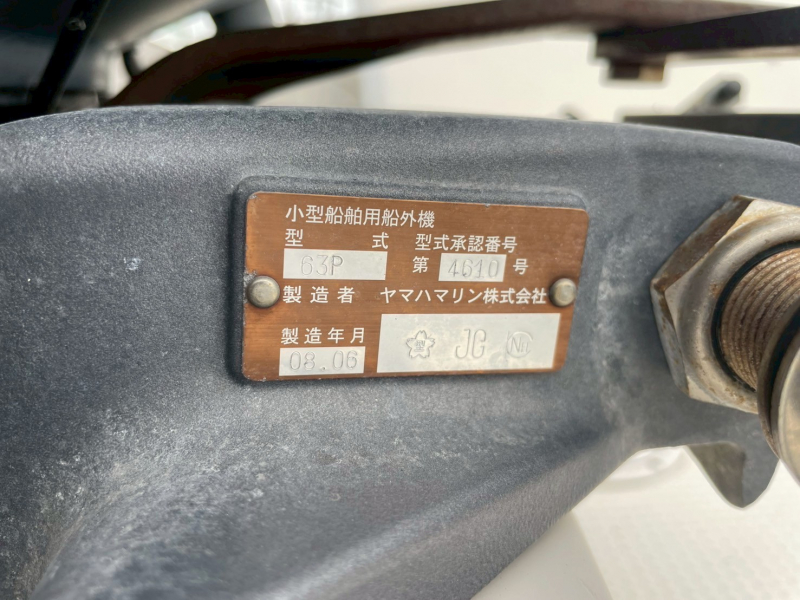 小型船舶用船外機
型 式 型式承認番号
63P 第 4610 号
製造者 ヤマハマリン株式会社
製造年月
08.06 型 JG